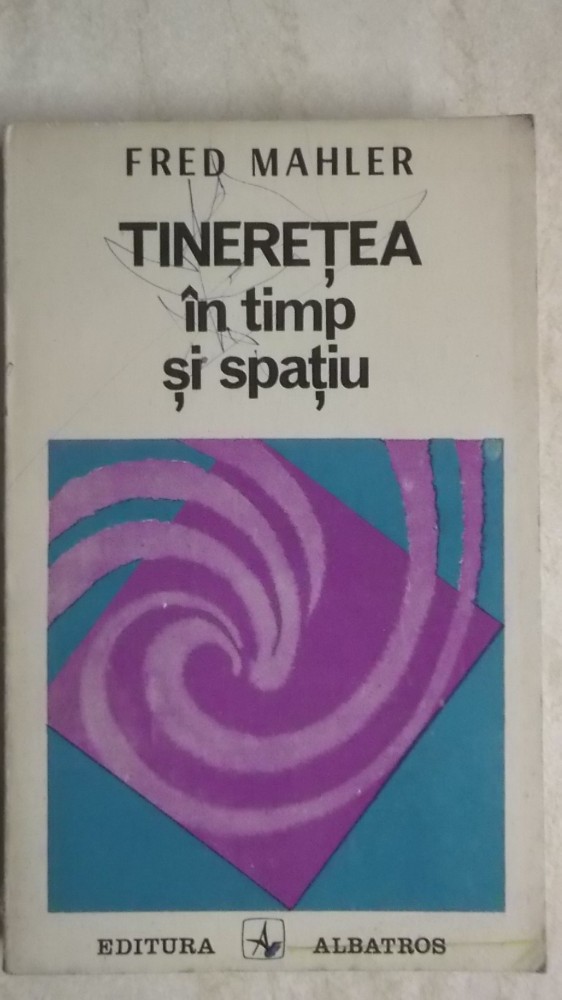 FRED MAHLER
TINEREȚEA
în timp
și spațiu
EDITURA A ALBATROS